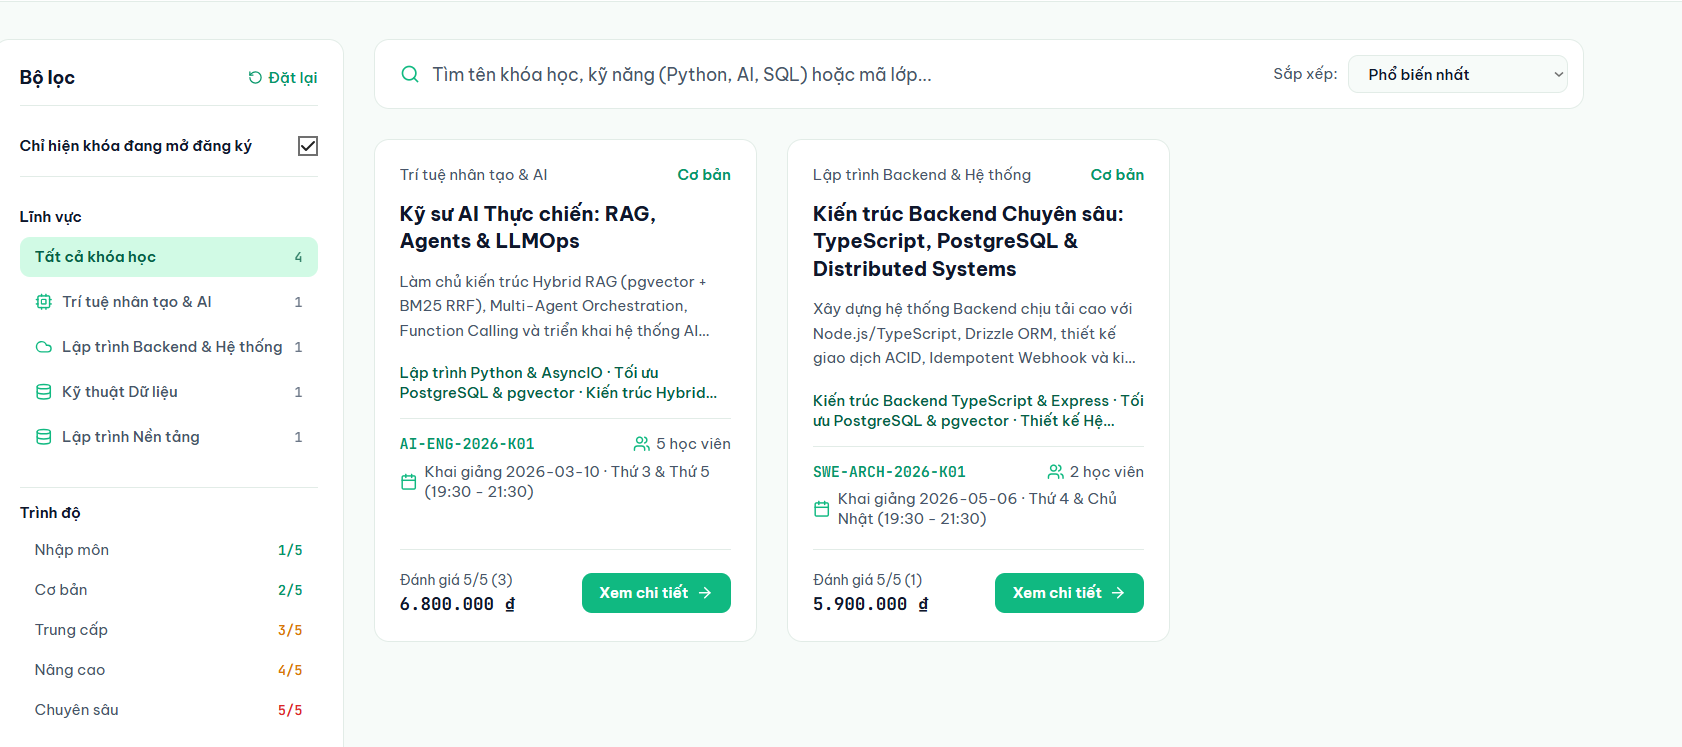 Bộ lọc
Đặt lại
Chỉ hiện khóa đang mở đăng ký
Lĩnh vực
Tất cả khóa học 4
Trí tuệ nhân tạo & AI 1
Lập trình Backend & Hệ thống 1
Kỹ thuật Dữ liệu 1
Lập trình Nền tảng 1
Trình độ
Nhập môn 1/5
Cơ bản 2/5
Trung cấp 3/5
Nâng cao 4/5
Chuyên sâu 5/5
Tìm tên khóa học, kỹ năng (Python, AI, SQL) hoặc mã lớp...
Sắp xếp:
Phổ biến nhất
Trí tuệ nhân tạo & AI
Cơ bản
Kỹ sư AI Thực chiến: RAG,
Agents & LLMOps
Làm chủ kiến trúc Hybrid RAG (pgvector +
BM25 RRF), Multi-Agent Orchestration,
Function Calling và triển khai hệ thống AI...
Lập trình Python & AsyncIO · Tối ưu
PostgreSQL & pgvector · Kiến trúc Hybrid...
AI-ENG-2026-K01
5 học viên
Khai giảng 2026-03-10 · Thứ 3 & Thứ 5
(19:30 - 21:30)
Đánh giá 5/5 (3)
6.800.000 đ
Xem chi tiết →
Lập trình Backend & Hệ thống
Cơ bản
Kiến trúc Backend Chuyên sâu:
TypeScript, PostgreSQL &
Distributed Systems
Xây dựng hệ thống Backend chịu tải cao với
Node.js/TypeScript, Drizzle ORM, thiết kế
giao dịch ACID, Idempotent Webhook và ki...
Kiến trúc Backend TypeScript & Express · Tối
ưu PostgreSQL & pgvector · Thiết kế Hệ...
SWE-ARCH-2026-K01
2 học viên
Khai giảng 2026-05-06 · Thứ 4 & Chủ
Nhật (19:30 - 21:30)
Đánh giá 5/5 (1)
5.900.000 đ
Xem chi tiết →